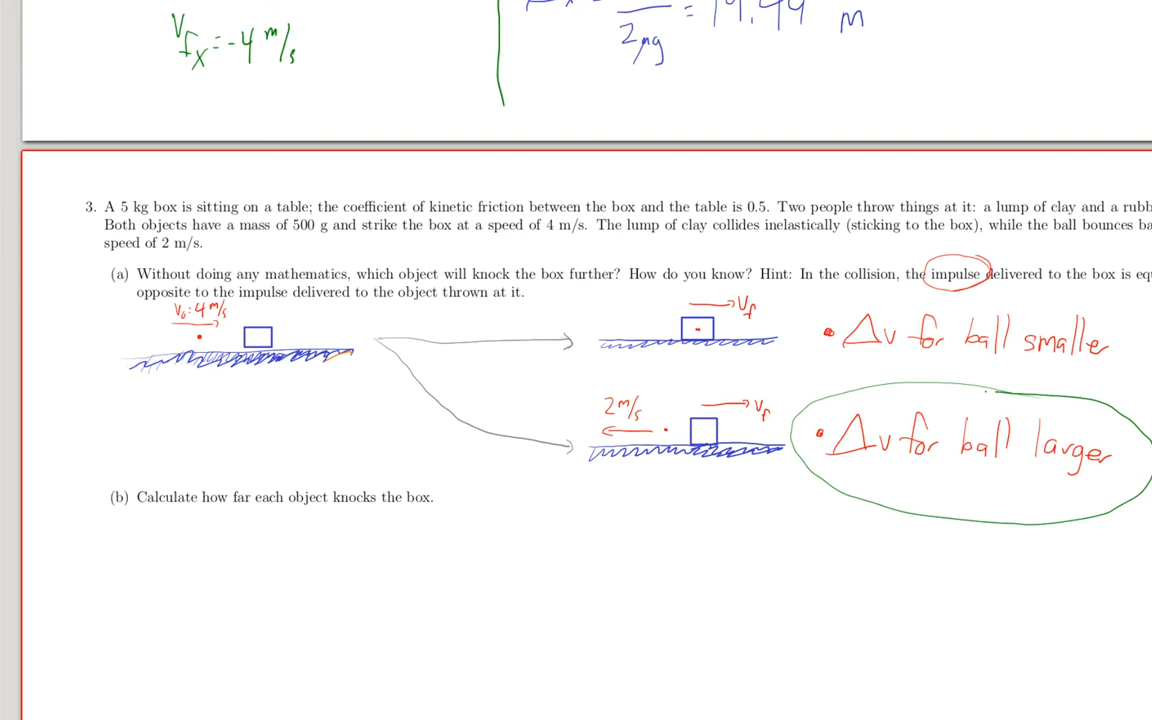 V_fx = -4 m/s
2μg
= 19.99 m
3. A 5 kg box is sitting on a table; the coefficient of kinetic friction between the box and the table is 0.5. Two people throw things at it: a lump of clay and a rubb
Both objects have a mass of 500 g and strike the box at a speed of 4 m/s. The lump of clay collides inelastically (sticking to the box), while the ball bounces ba
speed of 2 m/s.
(a) Without doing any mathematics, which object will knock the box further? How do you know? Hint: In the collision, the impulse delivered to the box is eq
opposite to the impulse delivered to the object thrown at it.
V₀=4 m/s
V_f
• Δv for ball smaller
2 m/s
V_f
• Δv for ball larger
(b) Calculate how far each object knocks the box.